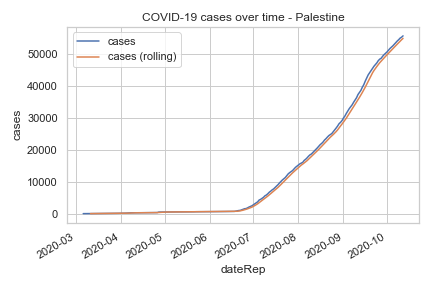 COVID-19 cases over time - Palestine
cases
cases (rolling)
50000
40000
30000
20000
10000
0
cases
2020-03
2020-04
2020-05
2020-06
2020-07
2020-08
2020-09
2020-10
dateRep